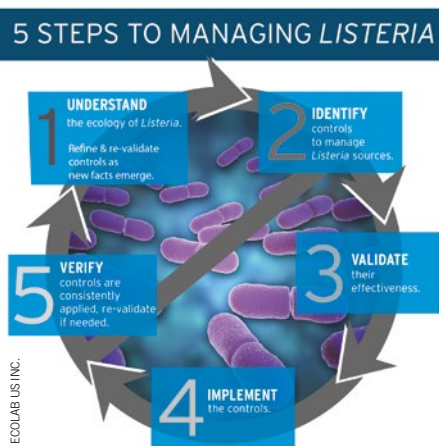 5 STEPS TO MANAGING LISTERIA
1
UNDERSTAND
the ecology of Listeria.
Refine & re-validate
controls as
new facts emerge.
2
IDENTIFY
controls
to manage
Listeria sources.
3
VALIDATE
their
effectiveness.
4
IMPLEMENT
the controls.
5
VERIFY
controls are
consistently
applied, re-validate
if needed.
ECOLAB US INC.